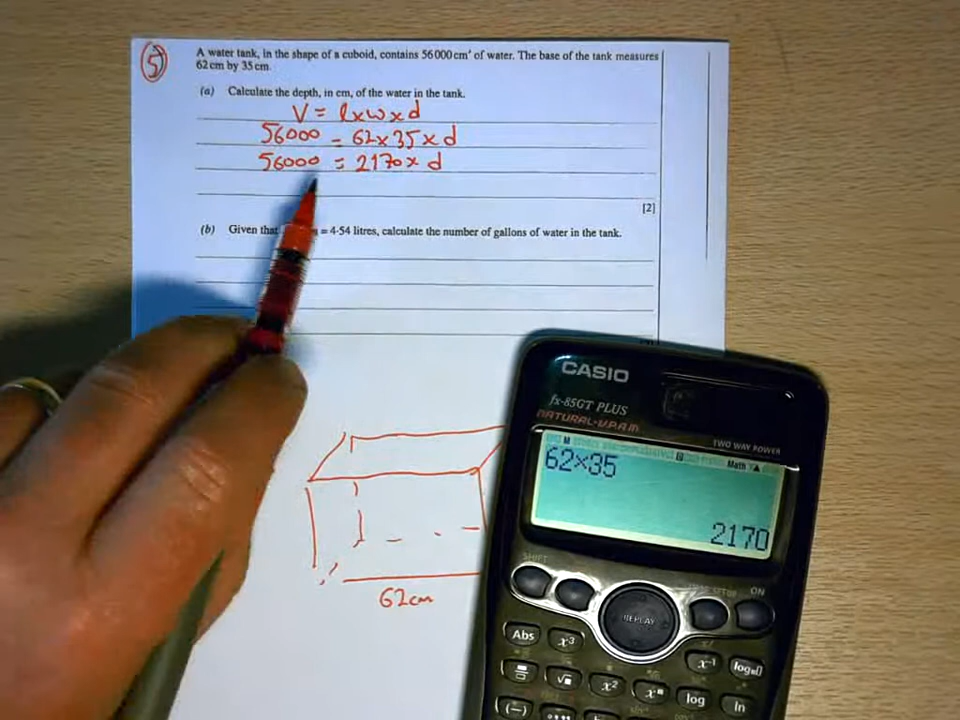 5
A water tank, in the shape of a cuboid, contains 56 000 cm³ of water. The base of the tank measures
62 cm by 35 cm.
(a) Calculate the depth, in cm, of the water in the tank.
V = l x w x d
56000 = 62 x 35 x d
56000 = 2170 x d
[2]
(b) Given that = 4·54 litres, calculate the number of gallons of water in the tank.
62cm
CASIO
fx-85GT PLUS
NATURAL-V.P.A.M.
TWO WAY POWER
Math ▲
62×35
2170
SHIFT
ON
REPLAY
Abs x³ x⁻¹ log
√ x² log ln
(−)